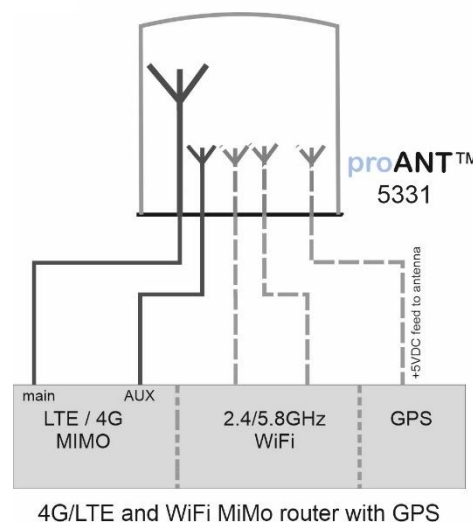 proANT™
5331
+5VDC feed to antenna
main
AUX
LTE / 4G
MIMO
2.4/5.8GHz
WiFi
GPS
4G/LTE and WiFi MiMo router with GPS